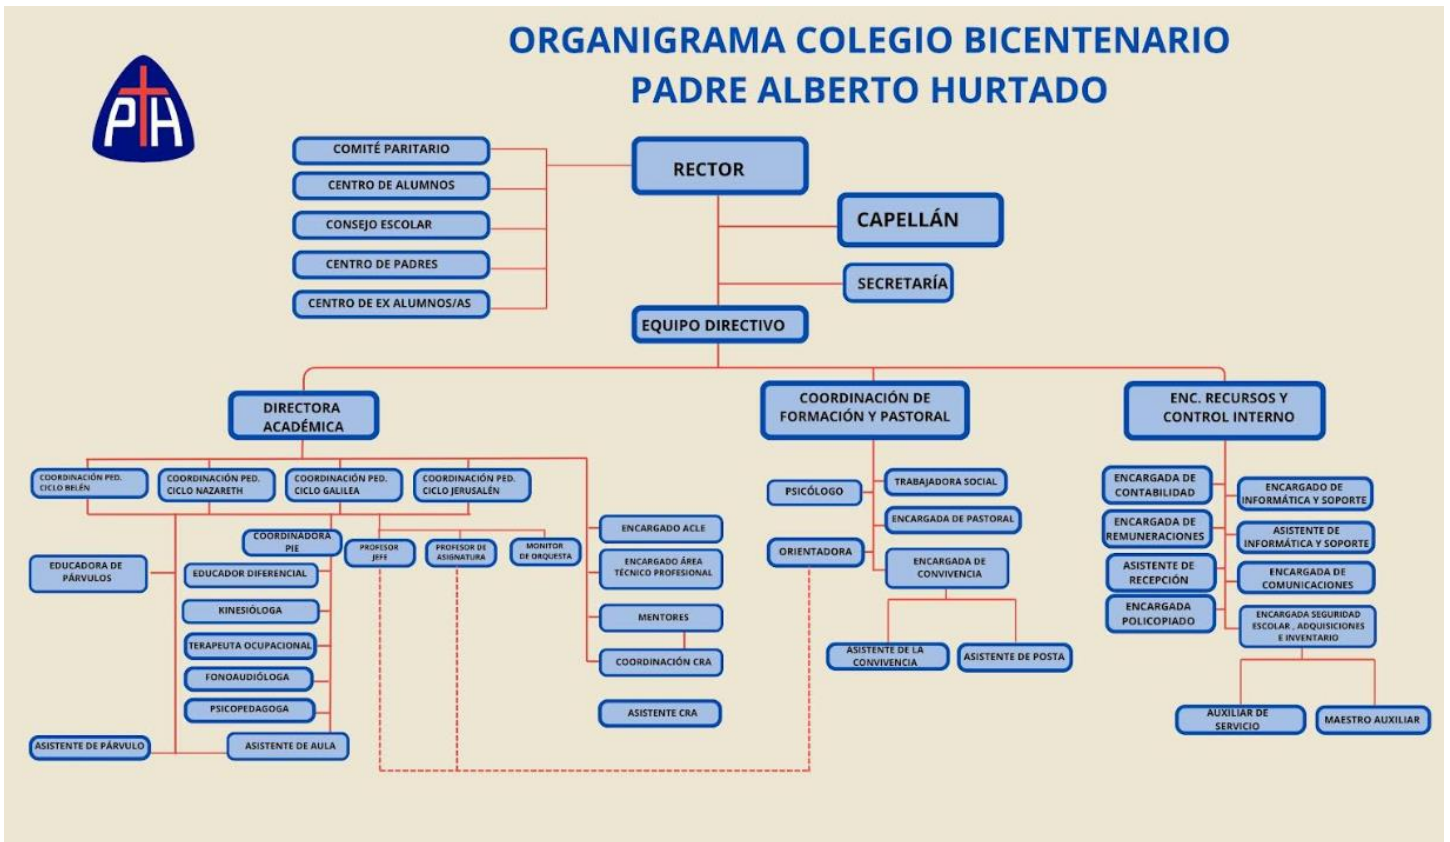 ORGANIGRAMA COLEGIO BICENTENARIO
PADRE ALBERTO HURTADO
PTH
COMITÉ PARITARIO
CENTRO DE ALUMNOS
CONSEJO ESCOLAR
CENTRO DE PADRES
CENTRO DE EX ALUMNOS/AS
RECTOR
CAPELLÁN
SECRETARÍA
EQUIPO DIRECTIVO
DIRECTORA
ACADÉMICA
COORDINACIÓN DE
FORMACIÓN Y PASTORAL
ENC. RECURSOS Y
CONTROL INTERNO
COORDINACIÓN PED.
CICLO BELÉN
COORDINACIÓN PED.
CICLO NAZARETH
COORDINACIÓN PED.
CICLO GALILEA
COORDINACIÓN PED.
CICLO JERUSALÉN
EDUCADORA DE
PÁRVULOS
COORDINADORA
PIE
EDUCADOR DIFERENCIAL
KINESIÓLOGA
TERAPEUTA OCUPACIONAL
FONOAUDIÓLOGA
PSICOPEDAGOGA
ASISTENTE DE PÁRVULO
ASISTENTE DE AULA
PROFESOR
JEFE
PROFESOR DE
ASIGNATURA
MONITOR
DE ORQUESTA
ENCARGADO ACLE
ENCARGADO ÁREA
TÉCNICO PROFESIONAL
MENTORES
COORDINACIÓN CRA
ASISTENTE CRA
PSICÓLOGO
TRABAJADORA SOCIAL
ENCARGADA DE PASTORAL
ORIENTADORA
ENCARGADA DE
CONVIVENCIA
ASISTENTE DE LA
CONVIVENCIA
ASISTENTE DE POSTA
ENCARGADA DE
CONTABILIDAD
ENCARGADA DE
REMUNERACIONES
ASISTENTE DE
RECEPCIÓN
ENCARGADA
POLICOPIADO
ENCARGADO DE
INFORMÁTICA Y SOPORTE
ASISTENTE DE
INFORMÁTICA Y SOPORTE
ENCARGADA DE
COMUNICACIONES
ENCARGADA SEGURIDAD
ESCOLAR , ADQUISICIONES
E INVENTARIO
AUXILIAR DE
SERVICIO
MAESTRO AUXILIAR